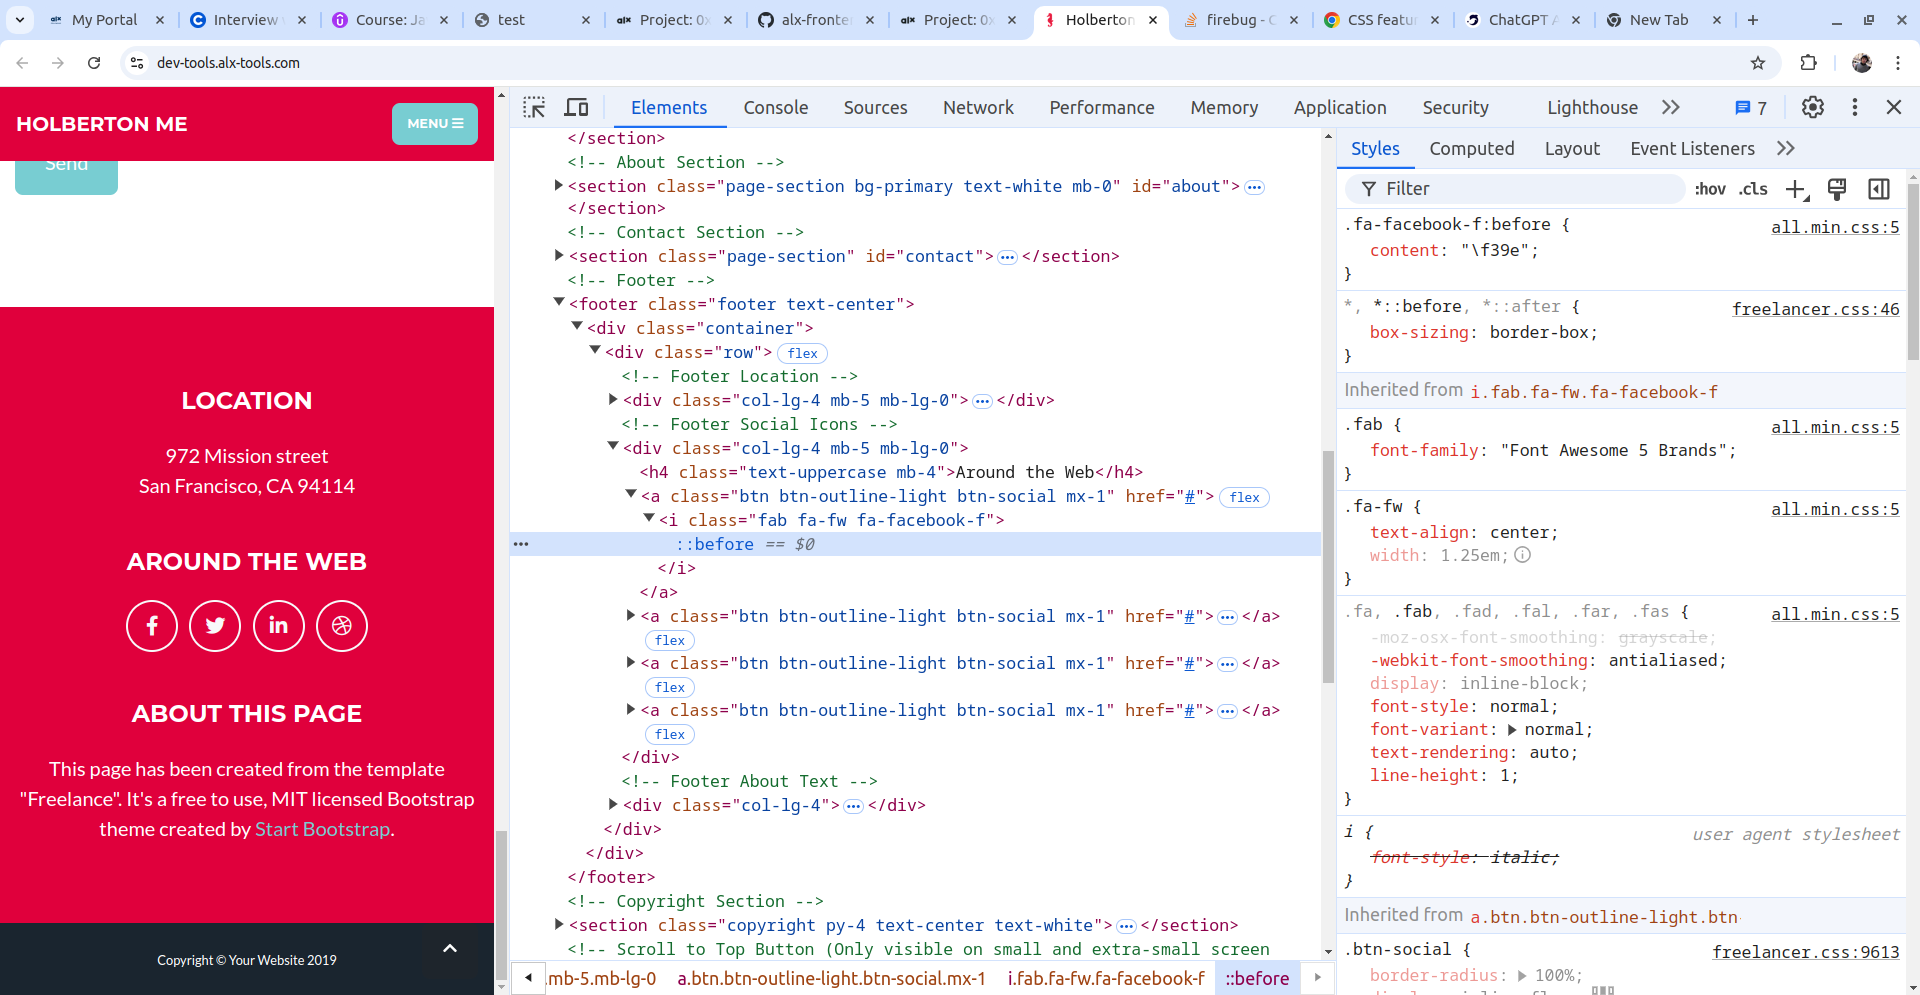 My Portal
Interview
Course: Ja
test
Project: 0x
alx-fronte
Project: 0x
Holberton
firebug - C
CSS featu
ChatGPT A
New Tab
dev-tools.alx-tools.com
HOLBERTON ME
MENU
Send
LOCATION
972 Mission street
San Francisco, CA 94114
AROUND THE WEB
ABOUT THIS PAGE
This page has been created from the template
"Freelance". It's a free to use, MIT licensed Bootstrap
theme created by Start Bootstrap.
Copyright © Your Website 2019
Elements Console Sources Network Performance Memory Application Security Lighthouse 7
</section>
<!-- About Section -->
<section class="page-section bg-primary text-white mb-0" id="about">
</section>
<!-- Contact Section -->
<section class="page-section" id="contact"> </section>
<!-- Footer -->
<footer class="footer text-center">
<div class="container">
<div class="row"> flex
<!-- Footer Location -->
<div class="col-lg-4 mb-5 mb-lg-0"> </div>
<!-- Footer Social Icons -->
<div class="col-lg-4 mb-5 mb-lg-0">
<h4 class="text-uppercase mb-4">Around the Web</h4>
<a class="btn btn-outline-light btn-social mx-1" href="#"> flex
<i class="fab fa-fw fa-facebook-f">
::before == $0
</i>
</a>
<a class="btn btn-outline-light btn-social mx-1" href="#"> </a>
flex
<a class="btn btn-outline-light btn-social mx-1" href="#"> </a>
flex
<a class="btn btn-outline-light btn-social mx-1" href="#"> </a>
flex
</div>
<!-- Footer About Text -->
<div class="col-lg-4"> </div>
</div>
</div>
</footer>
<!-- Copyright Section -->
<section class="copyright py-4 text-center text-white"> </section>
<!-- Scroll to Top Button (Only visible on small and extra-small screen
.mb-5.mb-lg-0 a.btn.btn-outline-light.btn-social.mx-1 i.fab.fa-fw.fa-facebook-f ::before
Styles Computed Layout Event Listeners
Filter :hov .cls
.fa-facebook-f:before { all.min.css:5
content: "\f39e";
}
*, *::before, *::after { freelancer.css:46
box-sizing: border-box;
}
Inherited from i.fab.fa-fw.fa-facebook-f
.fab { all.min.css:5
font-family: "Font Awesome 5 Brands";
}
.fa-fw { all.min.css:5
text-align: center;
width: 1.25em;
}
.fa, .fab, .fad, .fal, .far, .fas { all.min.css:5
-moz-osx-font-smoothing: grayscale;
-webkit-font-smoothing: antialiased;
display: inline-block;
font-style: normal;
font-variant: normal;
text-rendering: auto;
line-height: 1;
}
i { user agent stylesheet
font-style: italic;
}
Inherited from a.btn.btn-outline-light.btn-
.btn-social { freelancer.css:9613
border-radius: 100%;